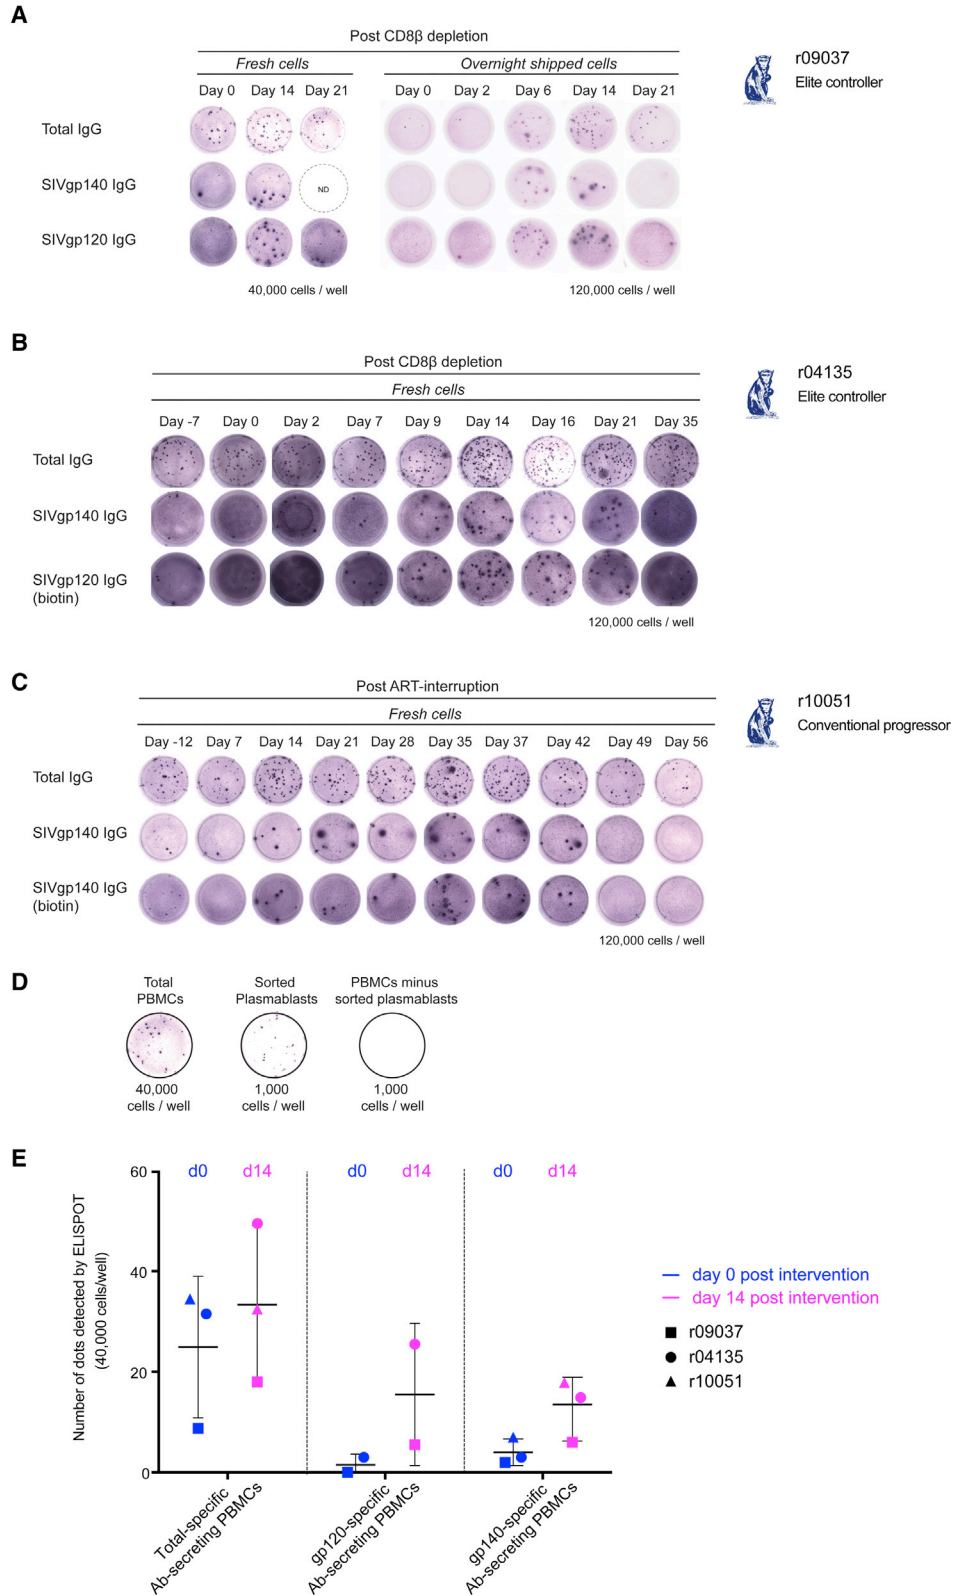 A
Post CD8β depletion
Fresh cells
Overnight shipped cells
Day 0 Day 14 Day 21 Day 0 Day 2 Day 6 Day 14 Day 21
r09037
Elite controller
Total IgG
SIVgp140 IgG
ND
SIVgp120 IgG
40,000 cells / well
120,000 cells / well
B
Post CD8β depletion
Fresh cells
r04135
Elite controller
Day -7 Day 0 Day 2 Day 7 Day 9 Day 14 Day 16 Day 21 Day 35
Total IgG
SIVgp140 IgG
SIVgp120 IgG
(biotin)
120,000 cells / well
C
Post ART-interruption
Fresh cells
r10051
Conventional progressor
Day -12 Day 7 Day 14 Day 21 Day 28 Day 35 Day 37 Day 42 Day 49 Day 56
Total IgG
SIVgp140 IgG
SIVgp140 IgG
(biotin)
120,000 cells / well
D
Total
PBMCs
Sorted
Plasmablasts
PBMCs minus
sorted plasmablasts
40,000
cells / well
1,000
cells / well
1,000
cells / well
E
Number of dots detected by ELISPOT
(40,000 cells/well)
60
40
20
0
d0 d14 d0 d14 d0 d14
day 0 post intervention
day 14 post intervention
r09037
r04135
r10051
Total-specific
Ab-secreting PBMCs
gp120-specific
Ab-secreting PBMCs
gp140-specific
Ab-secreting PBMCs